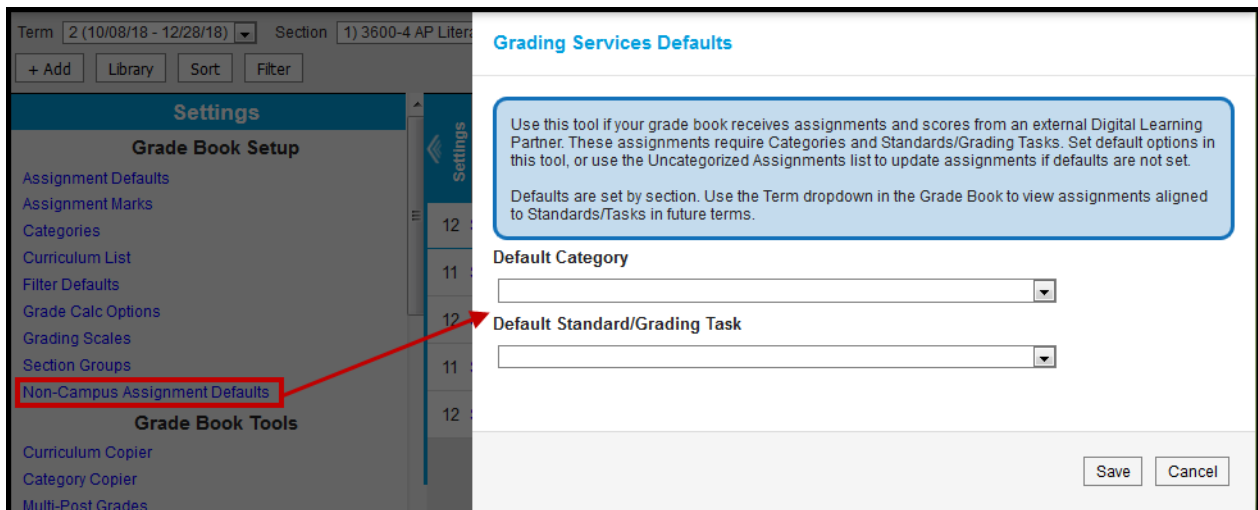 Term 2 (10/08/18 - 12/28/18) Section 1) 3600-4 AP Litera
+ Add Library Sort Filter
Settings
Grade Book Setup
Assignment Defaults
Assignment Marks
Categories
Curriculum List
Filter Defaults
Grade Calc Options
Grading Scales
Section Groups
Non-Campus Assignment Defaults
Grade Book Tools
Curriculum Copier
Category Copier
Multi-Post Grades
Settings
12
11
12
11
12
Grading Services Defaults
Use this tool if your grade book receives assignments and scores from an external Digital Learning
Partner. These assignments require Categories and Standards/Grading Tasks. Set default options in
this tool, or use the Uncategorized Assignments list to update assignments if defaults are not set.
Defaults are set by section. Use the Term dropdown in the Grade Book to view assignments aligned
to Standards/Tasks in future terms.
Default Category
Default Standard/Grading Task
Save Cancel